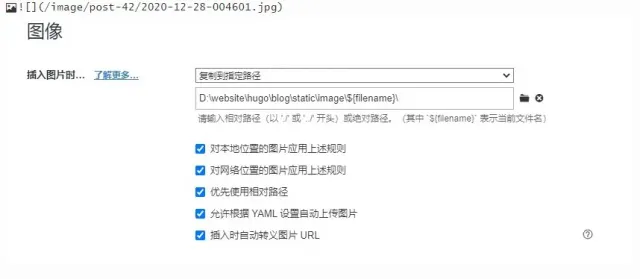 ![](/image/post-42/2020-12-28-004601.jpg)
图像
插入图片时... 了解更多... 复制到指定路径
D:\website\hugo\blog\static\image\${filename}\
请输入相对路径（以 './' 或 '../' 开头）或绝对路径。（其中 `${filename}` 表示当前文件名）
对本地位置的图片应用上述规则
对网络位置的图片应用上述规则
优先使用相对路径
允许根据 YAML 设置自动上传图片
插入时自动转义图片 URL